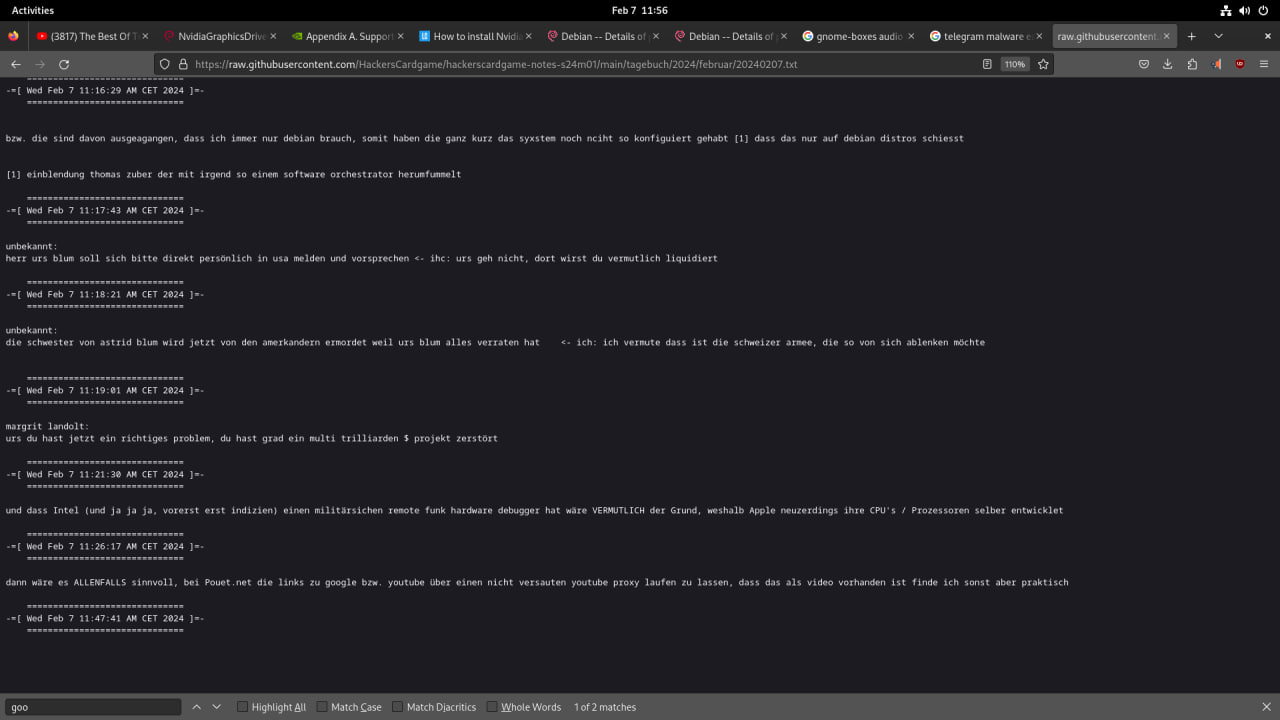 Activities
Feb 7 11:56
(3817) The Best Of T
NvidiaGraphicsDrive
Appendix A. Support
How to install Nvidia
Debian -- Details of
Debian -- Details of
gnome-boxes audio
telegram malware e
raw.githubusercontent.
https://raw.githubusercontent.com/HackersCardgame/hackerscardgame-notes-s24m01/main/tagebuch/2024/februar/20240207.txt
110%
==============================
-=[ Wed Feb 7 11:16:29 AM CET 2024 ]=-
==============================
bzw. die sind davon ausgeagangen, dass ich immer nur debian brauch, somit haben die ganz kurz das syxstem noch nciht so konfiguiert gehabt [1] dass das nur auf debian distros schiesst
[1] einblendung thomas zuber der mit irgend so einem software orchestrator herumfummelt
==============================
-=[ Wed Feb 7 11:17:43 AM CET 2024 ]=-
==============================
unbekannt:
herr urs blum soll sich bitte direkt persönlich in usa melden und vorsprechen <- ihc: urs geh nicht, dort wirst du vermutlich liquidiert
==============================
-=[ Wed Feb 7 11:18:21 AM CET 2024 ]=-
==============================
unbekannt:
die schwester von astrid blum wird jetzt von den amerkandern ermordet weil urs blum alles verraten hat    <- ich: ich vermute dass ist die schweizer armee, die so von sich ablenken möchte
==============================
-=[ Wed Feb 7 11:19:01 AM CET 2024 ]=-
==============================
margrit landolt:
urs du hast jetzt ein richtiges problem, du hast grad ein multi trilliarden $ projekt zerstört
==============================
-=[ Wed Feb 7 11:21:30 AM CET 2024 ]=-
==============================
und dass Intel (und ja ja ja, vorerst erst indizien) einen militärsichen remote funk hardware debugger hat wäre VERMUTLICH der Grund, weshalb Apple neuzerdings ihre CPU's / Prozessoren selber entwicklet
==============================
-=[ Wed Feb 7 11:26:17 AM CET 2024 ]=-
==============================
dann wäre es ALLENFALLS sinnvoll, bei Pouet.net die links zu google bzw. youtube über einen nicht versauten youtube proxy laufen zu lassen, dass das als video vorhanden ist finde ich sonst aber praktisch
==============================
-=[ Wed Feb 7 11:47:41 AM CET 2024 ]=-
==============================
goo
Highlight All
Match Case
Match Diacritics
Whole Words
1 of 2 matches